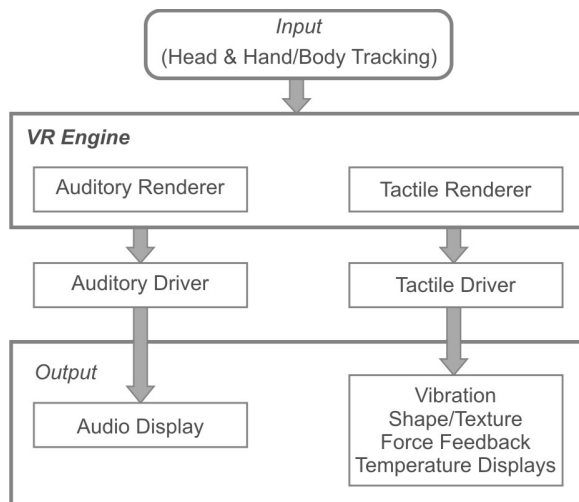 Input
(Head & Hand/Body Tracking)
VR Engine
Auditory Renderer
Tactile Renderer
Auditory Driver
Tactile Driver
Output
Audio Display
Vibration
Shape/Texture
Force Feedback
Temperature Displays